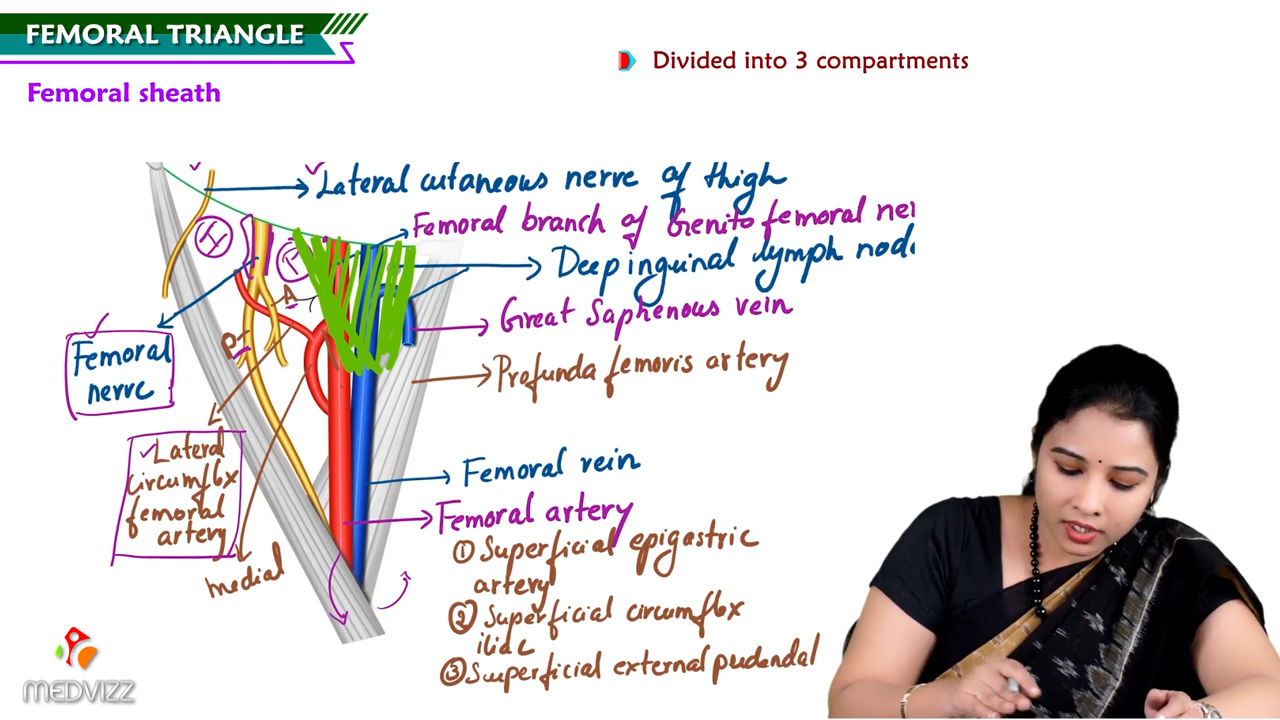 FEMORAL TRIANGLE
Divided into 3 compartments
Femoral sheath
Lateral cutaneous nerve of thigh
Femoral branch of Genito femoral ner
Deep inguinal lymph nod
Great Saphenous vein
Profunda femoris artery
Femoral
nerve
A
P
Lateral
circumflex
femoral
artery
medial
Femoral vein
Femoral artery
① Superficial epigastric
artery
② Superficial circumflex
iliac
③ Superficial external pudendal
MEDVIZZ